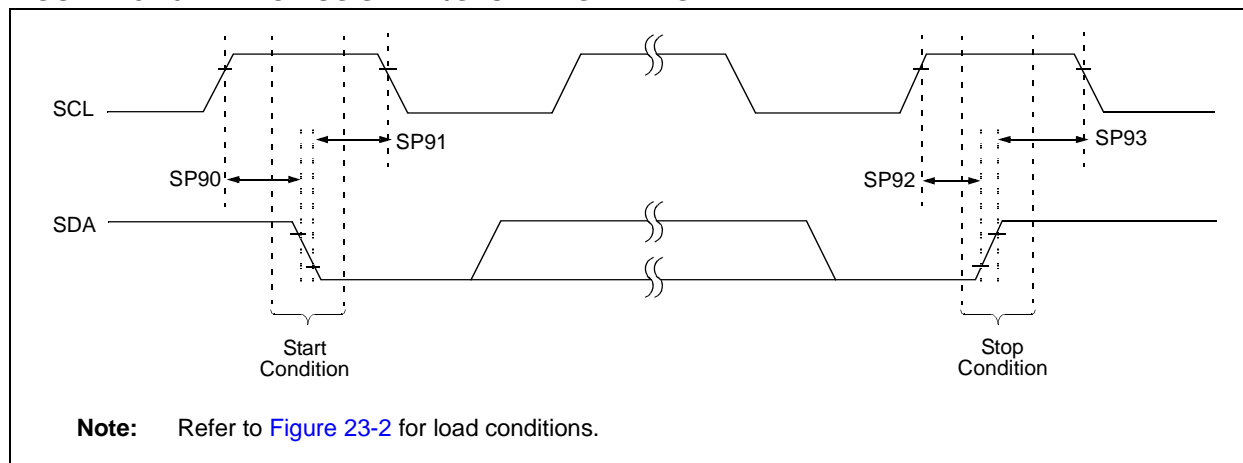 SCL
SP91
SP93
SP90
SP92
SDA
Start
Condition
Stop
Condition
Note: Refer to Figure 23-2 for load conditions.